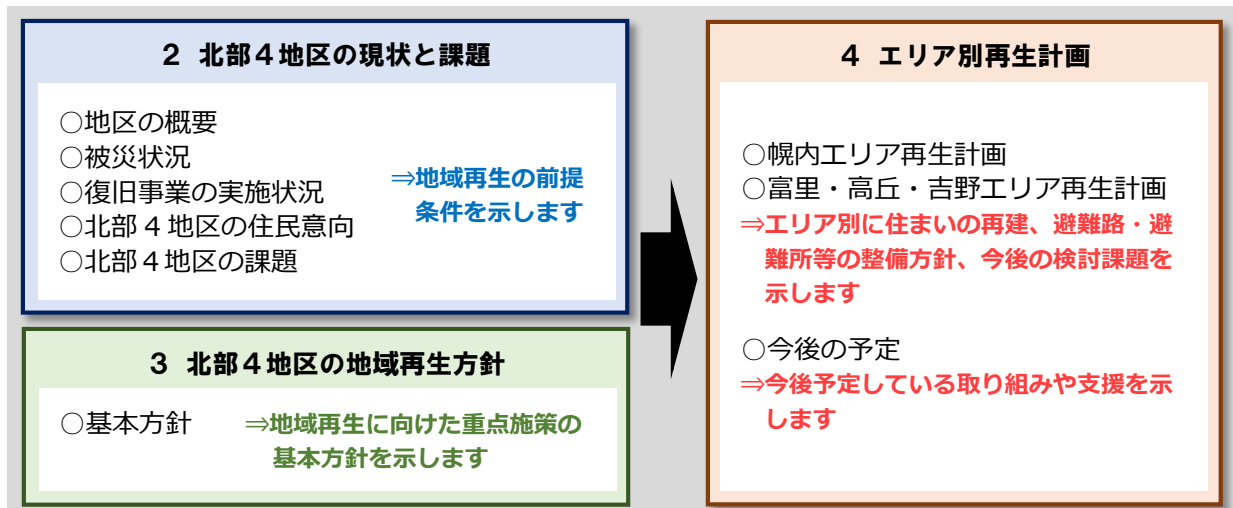 ２ 北部４地区の現状と課題
○地区の概要
○被災状況
○復旧事業の実施状況
○北部４地区の住民意向
○北部４地区の課題
⇒地域再生の前提
条件を示します
３ 北部４地区の地域再生方針
○基本方針
⇒地域再生に向けた重点施策の
基本方針を示します
４ エリア別再生計画
○幌内エリア再生計画
○富里・高丘・吉野エリア再生計画
⇒エリア別に住まいの再建、避難路・避
難所等の整備方針、今後の検討課題を
示します
○今後の予定
⇒今後予定している取り組みや支援を示
します